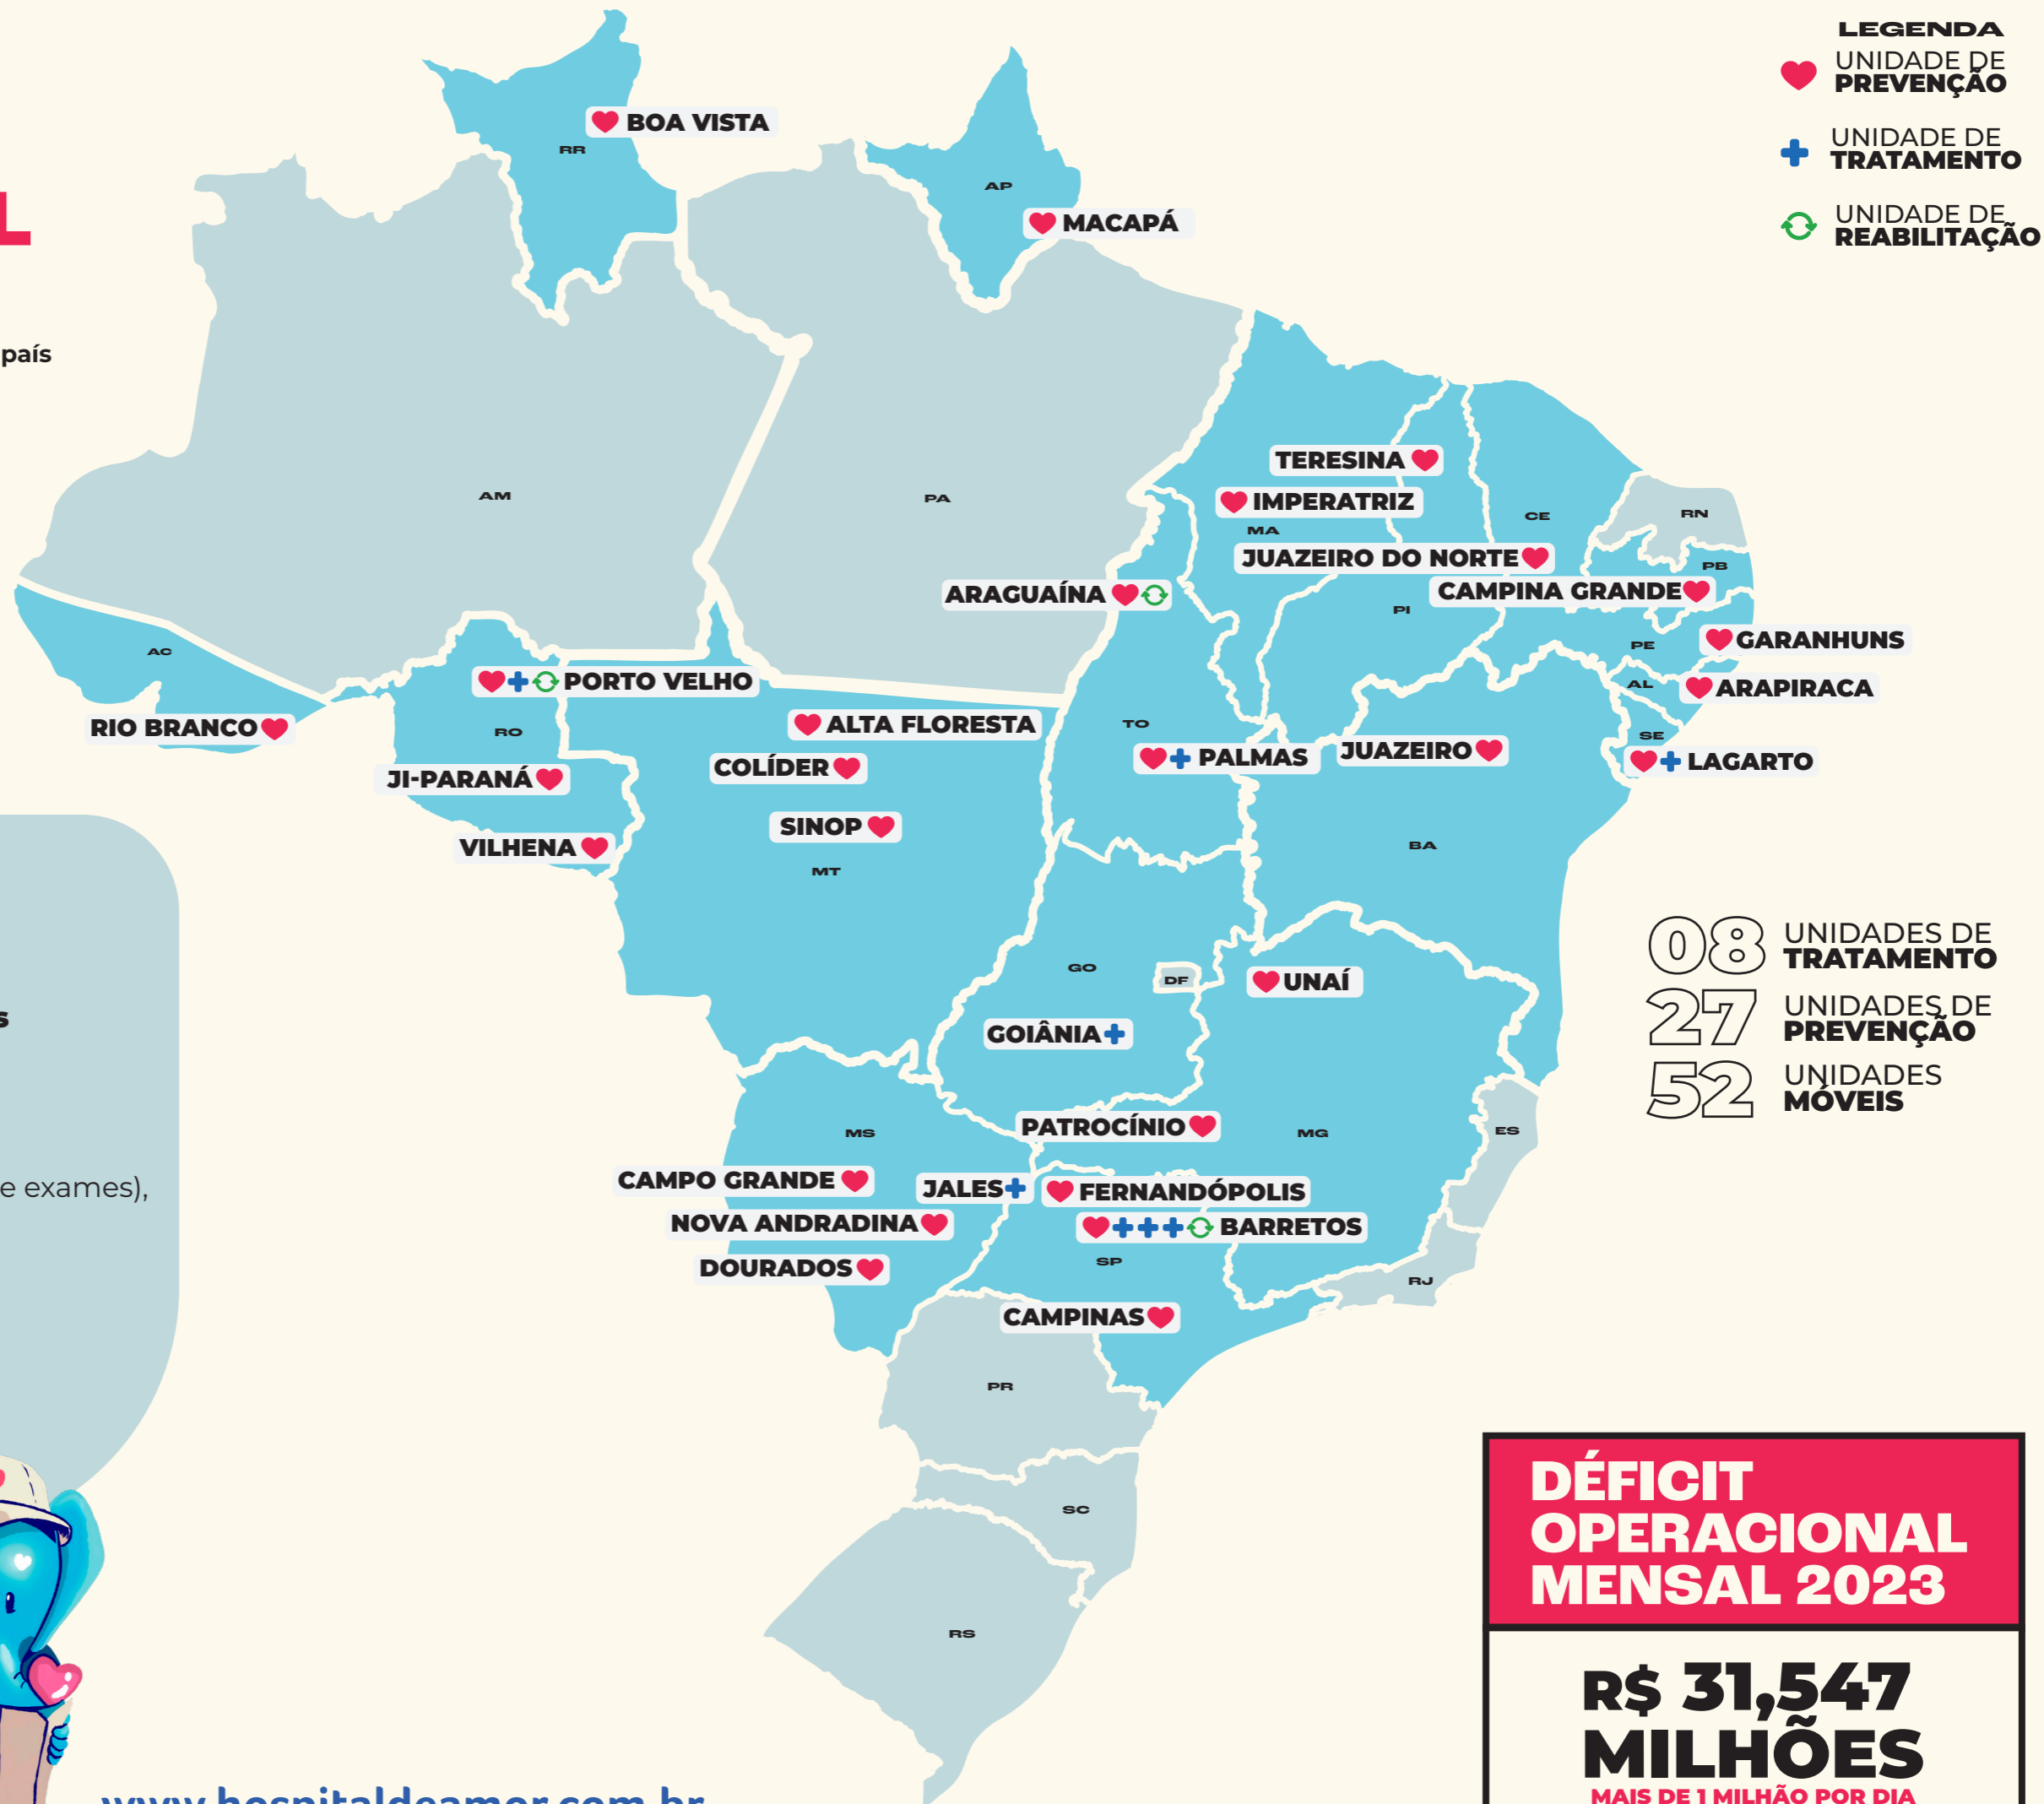 LEGENDA
UNIDADE DE
PREVENÇÃO
UNIDADE DE
TRATAMENTO
UNIDADE DE
REABILITAÇÃO
L
país
BOA VISTA
RR
AP
MACAPÁ
TERESINA
AM
PA
IMPERATRIZ
MA
CE
RN
JUAZEIRO DO NORTE
PB
ARAGUAÍNA
CAMPINA GRANDE
PI
GARANHUNS
PE
AC
PORTO VELHO
AL
ARAPIRACA
RIO BRANCO
RO
ALTA FLORESTA
TO
SE
PALMAS
JUAZEIRO
LAGARTO
COLÍDER
JI-PARANÁ
SINOP
VILHENA
MT
BA
08 UNIDADES DE
TRATAMENTO
27 UNIDADES DE
PREVENÇÃO
52 UNIDADES
MÓVEIS
GO
DF
UNAÍ
s
GOIÂNIA
PATROCÍNIO
MS
MG
ES
e exames),
CAMPO GRANDE
JALES
FERNANDÓPOLIS
NOVA ANDRADINA
BARRETOS
DOURADOS
SP
RJ
CAMPINAS
PR
SC
RS
DÉFICIT
OPERACIONAL
MENSAL 2023
R$ 31,547
MILHÕES
MAIS DE 1 MILHÃO POR DIA
www.hospitaldeamor.com.br